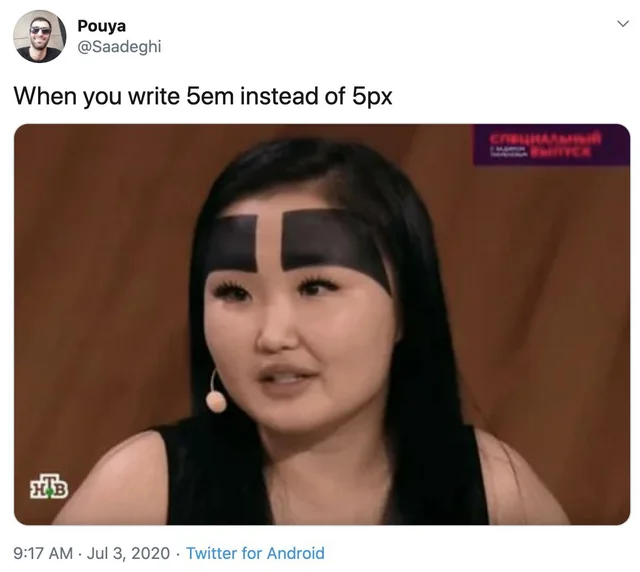 Pouya
@Saadeghi
When you write 5em instead of 5px
СПЕЦИАЛЬНЫЙ
ВЫПУСК
НТВ
9:17 AM · Jul 3, 2020 · Twitter for Android